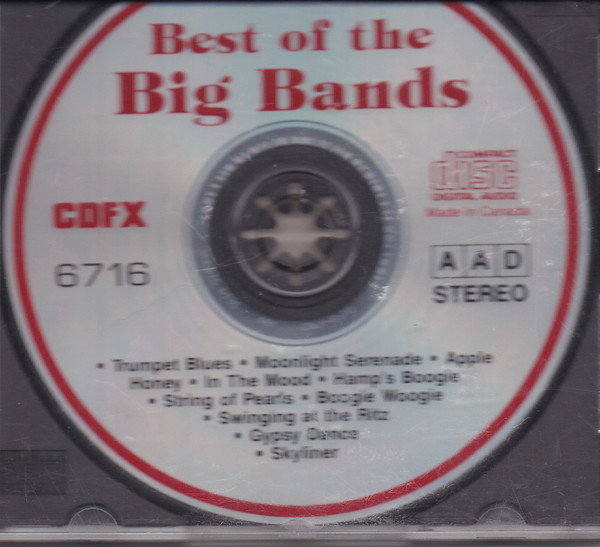 Best of the
Big Bands
COMPACT
disc
DIGITAL AUDIO
Made in Canada
CDFX
6716
A A D
STEREO
• Trumpet Blues • Moonlight Serenade • Apple
Honey • In The Mood • Hamp's Boogie
• String of Pearls • Boogie Woogie
• Swinging at the Ritz
• Gypsy Dance
• Skyliner